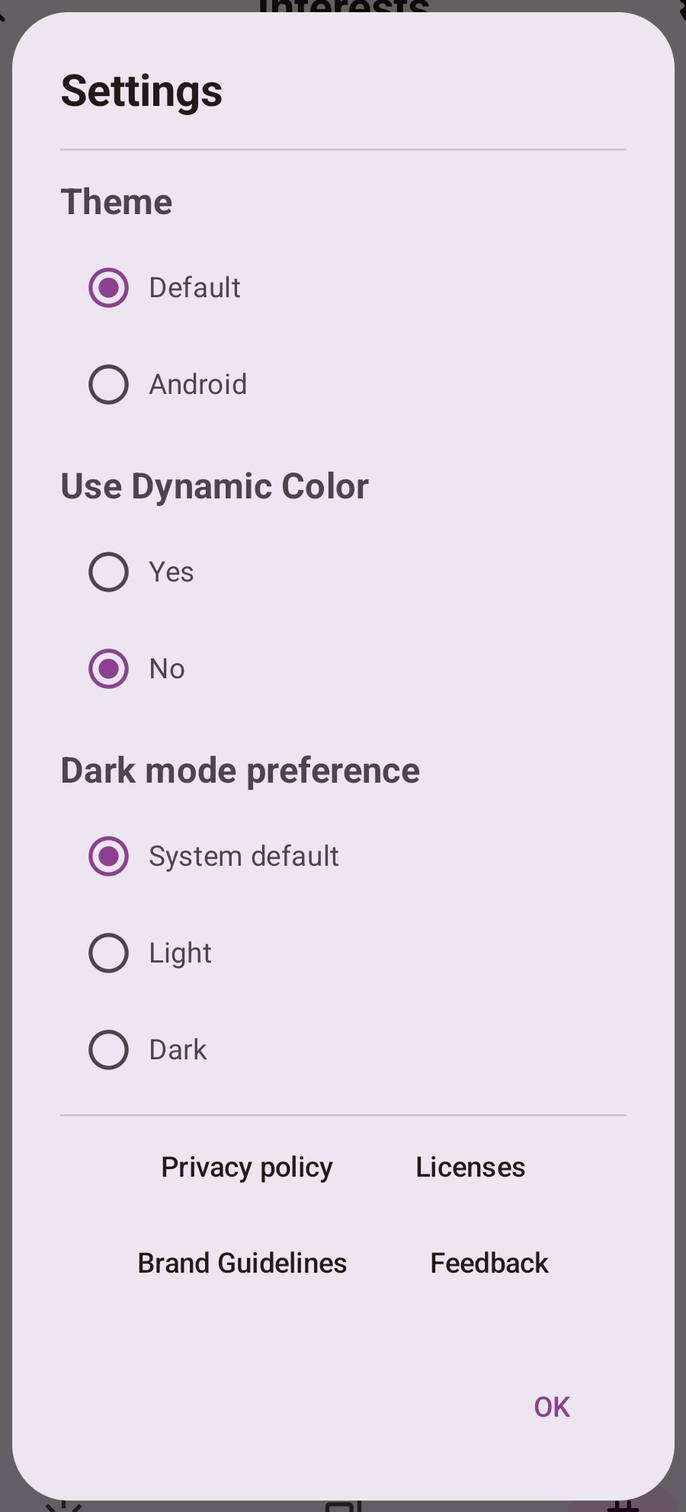 Interests
Settings
Theme
Default
Android
Use Dynamic Color
Yes
No
Dark mode preference
System default
Light
Dark
Privacy policy Licenses
Brand Guidelines Feedback
OK